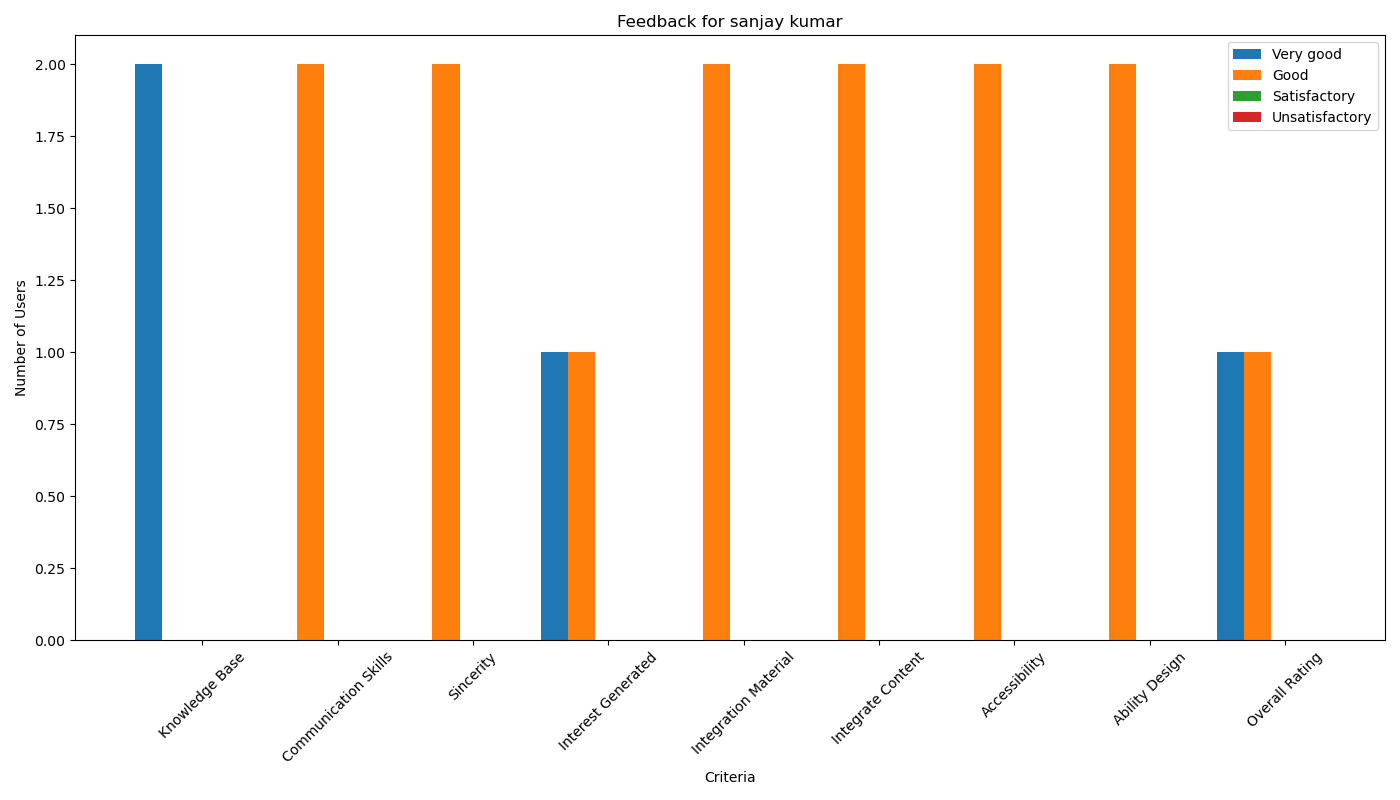 Feedback for sanjay kumar
Very good
Good
Satisfactory
Unsatisfactory
Number of Users
2.00
1.75
1.50
1.25
1.00
0.75
0.50
0.25
0.00
Knowledge Base
Communication Skills
Sincerity
Interest Generated
Integration Material
Integrate Content
Accessibility
Ability Design
Overall Rating
Criteria